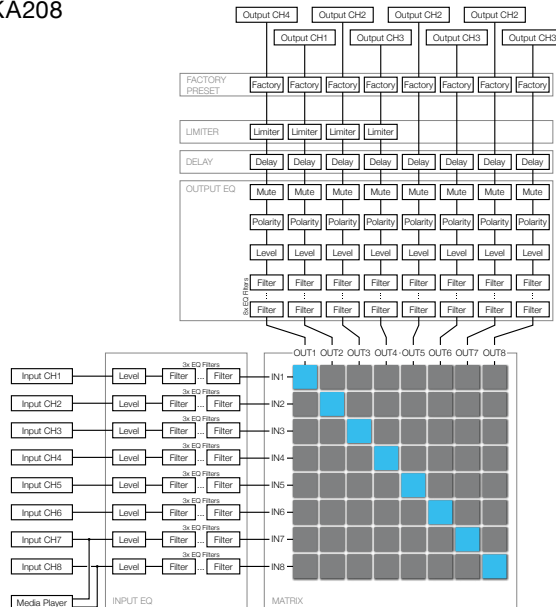 KA208
Output CH4 Output CH2 Output CH2 Output CH2
Output CH1 Output CH3 Output CH3 Output CH3
FACTORY
PRESET
Factory Factory Factory Factory Factory Factory Factory Factory
LIMITER Limiter Limiter Limiter Limiter
DELAY Delay Delay Delay Delay Delay Delay Delay Delay
OUTPUT EQ Mute Mute Mute Mute Mute Mute Mute Mute
Polarity Polarity Polarity Polarity Polarity Polarity Polarity Polarity
Level Level Level Level Level Level Level Level
8x EQ Filters
Filter Filter Filter Filter Filter Filter Filter Filter
Filter Filter Filter Filter Filter Filter Filter Filter
OUT1 OUT2 OUT3 OUT4 OUT5 OUT6 OUT7 OUT8
3x EQ Filters
Input CH1 Level Filter ... Filter IN1
3x EQ Filters
Input CH2 Level Filter ... Filter IN2
3x EQ Filters
Input CH3 Level Filter ... Filter IN3
3x EQ Filters
Input CH4 Level Filter ... Filter IN4
3x EQ Filters
Input CH5 Level Filter ... Filter IN5
3x EQ Filters
Input CH6 Level Filter ... Filter IN6
3x EQ Filters
Input CH7 Level Filter ... Filter IN7
3x EQ Filters
Input CH8 Level Filter ... Filter IN8
Media Player INPUT EQ MATRIX